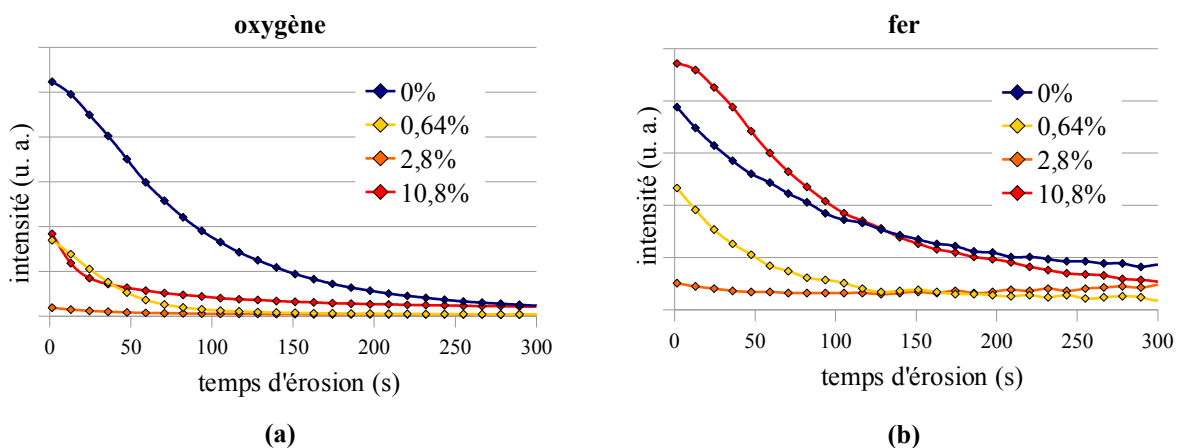 oxygène
intensité (u. a.)
0%
0,64%
2,8%
10,8%
0 50 100 150 200 250 300
temps d'érosion (s)
(a)
fer
intensité (u. a.)
0%
0,64%
2,8%
10,8%
0 50 100 150 200 250 300
temps d'érosion (s)
(b)